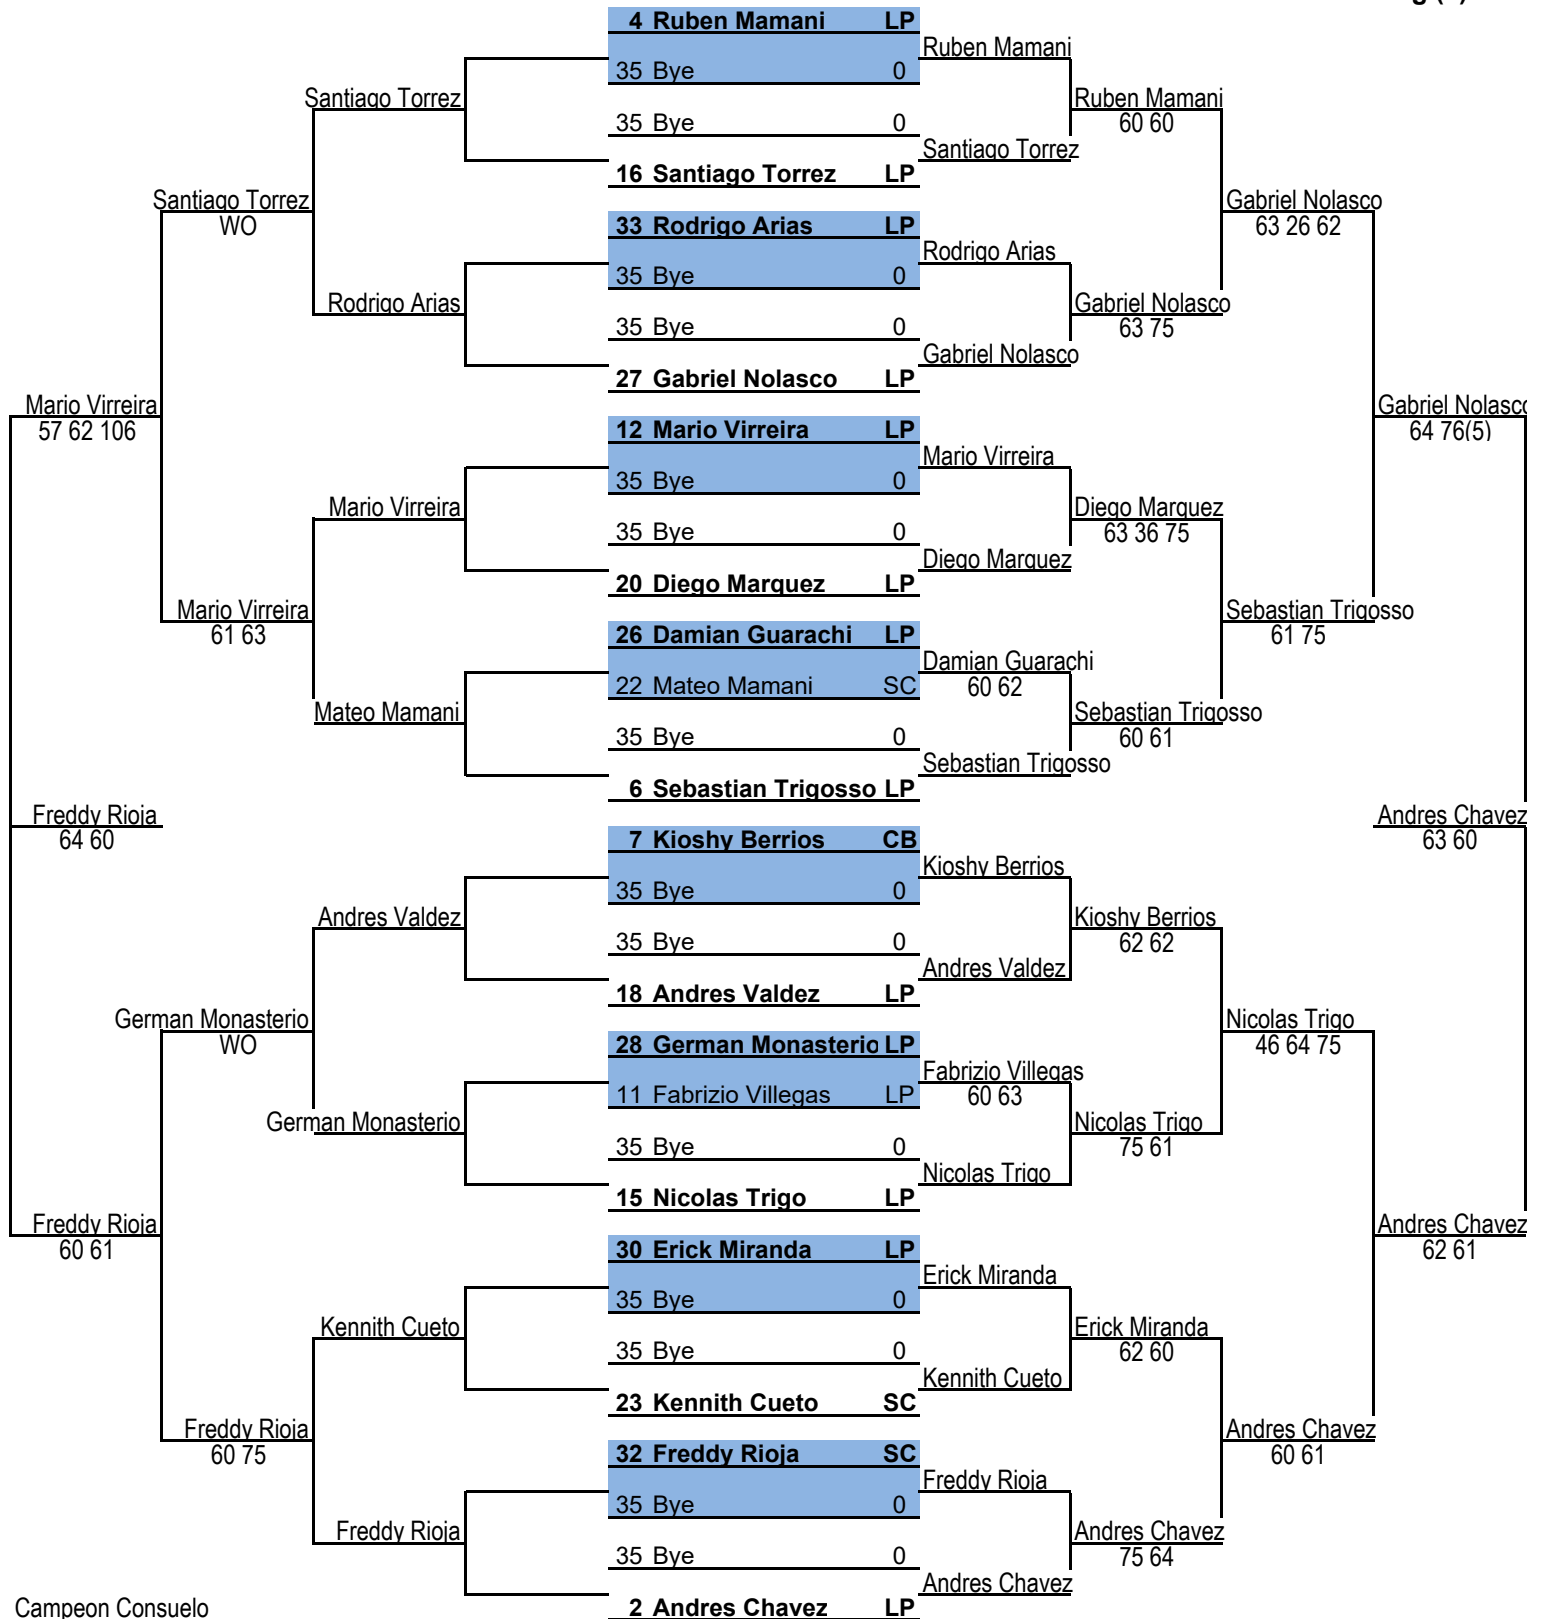 4 Ruben Mamani LP
Ruben Mamani
35 Bye 0
Santiago Torrez
Ruben Mamani
35 Bye 0
60 60
Santiago Torrez
16 Santiago Torrez LP
Santiago Torrez
WO
Gabriel Nolasco
63 26 62
33 Rodrigo Arias LP
Rodrigo Arias
35 Bye 0
Rodrigo Arias
Gabriel Nolasco
35 Bye 0
63 75
Gabriel Nolasco
27 Gabriel Nolasco LP
Mario Virreira
57 62 106
Gabriel Nolasco
64 76(5)
12 Mario Virreira LP
Mario Virreira
35 Bye 0
Mario Virreira
Diego Marquez
35 Bye 0
63 36 75
Diego Marquez
20 Diego Marquez LP
Mario Virreira
61 63
Sebastian Trigosso
61 75
26 Damian Guarachi LP
Damian Guarachi
22 Mateo Mamani SC
60 62
Mateo Mamani
Sebastian Trigosso
35 Bye 0
60 61
Sebastian Trigosso
6 Sebastian Trigosso LP
Freddy Rioja
64 60
Andres Chavez
63 60
7 Kioshy Berrios CB
Kioshy Berrios
35 Bye 0
Andres Valdez
Kioshy Berrios
35 Bye 0
62 62
Andres Valdez
18 Andres Valdez LP
German Monasterio
WO
Nicolas Trigo
46 64 75
28 German Monasterio LP
Fabrizio Villegas
11 Fabrizio Villegas LP
60 63
German Monasterio
Nicolas Trigo
35 Bye 0
75 61
Nicolas Trigo
15 Nicolas Trigo LP
Freddy Rioja
60 61
Andres Chavez
62 61
30 Erick Miranda LP
Erick Miranda
35 Bye 0
Kennith Cueto
Erick Miranda
35 Bye 0
62 60
Kennith Cueto
23 Kennith Cueto SC
Freddy Rioja
60 75
Andres Chavez
60 61
32 Freddy Rioja SC
Freddy Rioja
35 Bye 0
Freddy Rioja
Andres Chavez
35 Bye 0
75 64
Andres Chavez
Campeon Consuelo
2 Andres Chavez LP